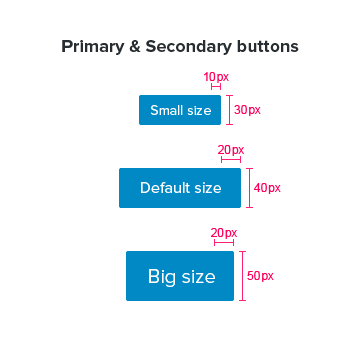 Primary & Secondary buttons
10px
Small size
30px
20px
Default size
40px
20px
Big size
50px